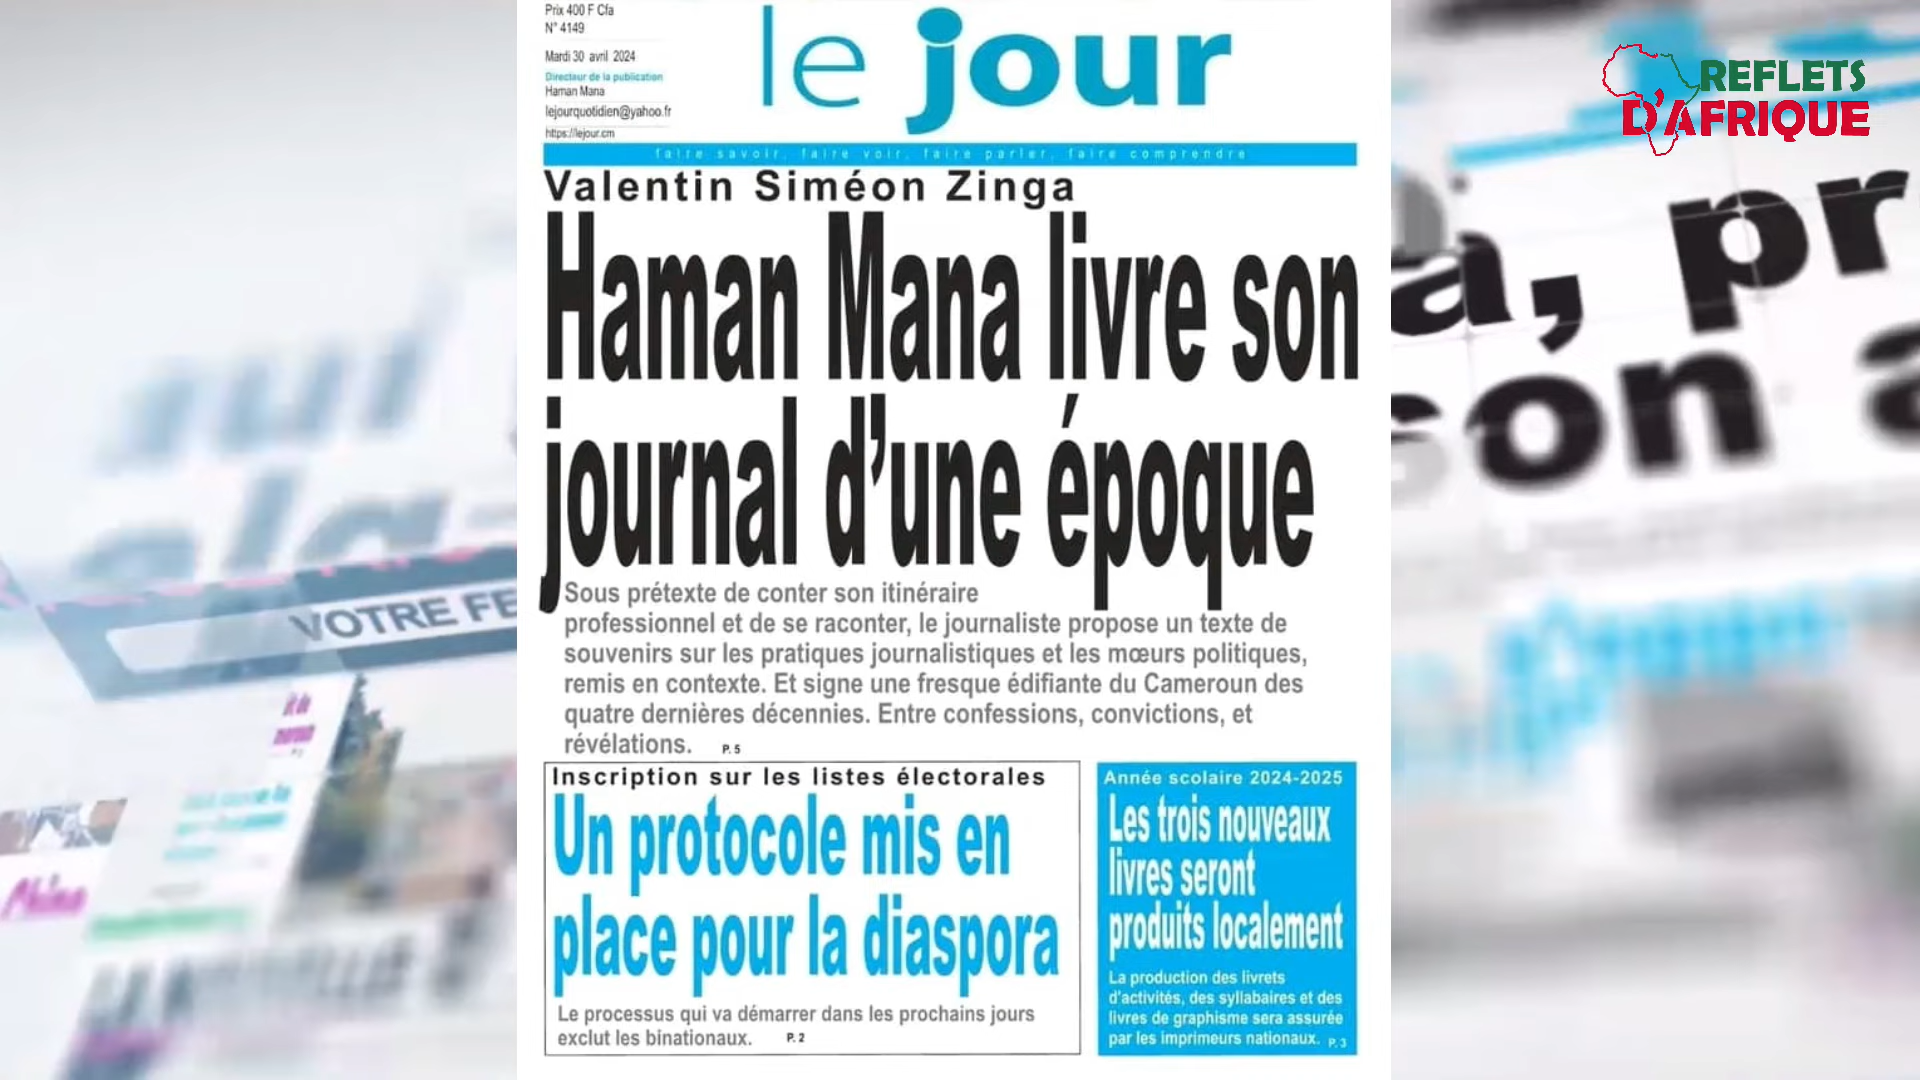 Prix 400 F Cfa
N° 4149
Mardi 30 avril 2024
Directeur de la publication
Haman Mana
lejourquotidien@yahoo.fr
https://lejour.cm
le jour
faire savoir, faire voir, faire parler, faire comprendre
REFLETS
D'AFRIQUE
Valentin Siméon Zinga
Haman Mana livre son
journal d'une époque
Sous prétexte de conter son itinéraire
professionnel et de se raconter, le journaliste propose un texte de
souvenirs sur les pratiques journalistiques et les mœurs politiques,
remis en contexte. Et signe une fresque édifiante du Cameroun des
quatre dernières décennies. Entre confessions, convictions, et
révélations. P. 5
Inscription sur les listes électorales
Un protocole mis en
place pour la diaspora
Le processus qui va démarrer dans les prochains jours
exclut les binationaux. P. 2
Année scolaire 2024-2025
Les trois nouveaux
livres seront
produits localement
La production des livrets
d'activités, des syllabaires et des
livres de graphisme sera assurée
par les imprimeurs nationaux. P. 3
VOTRE FE
a, pr
son a